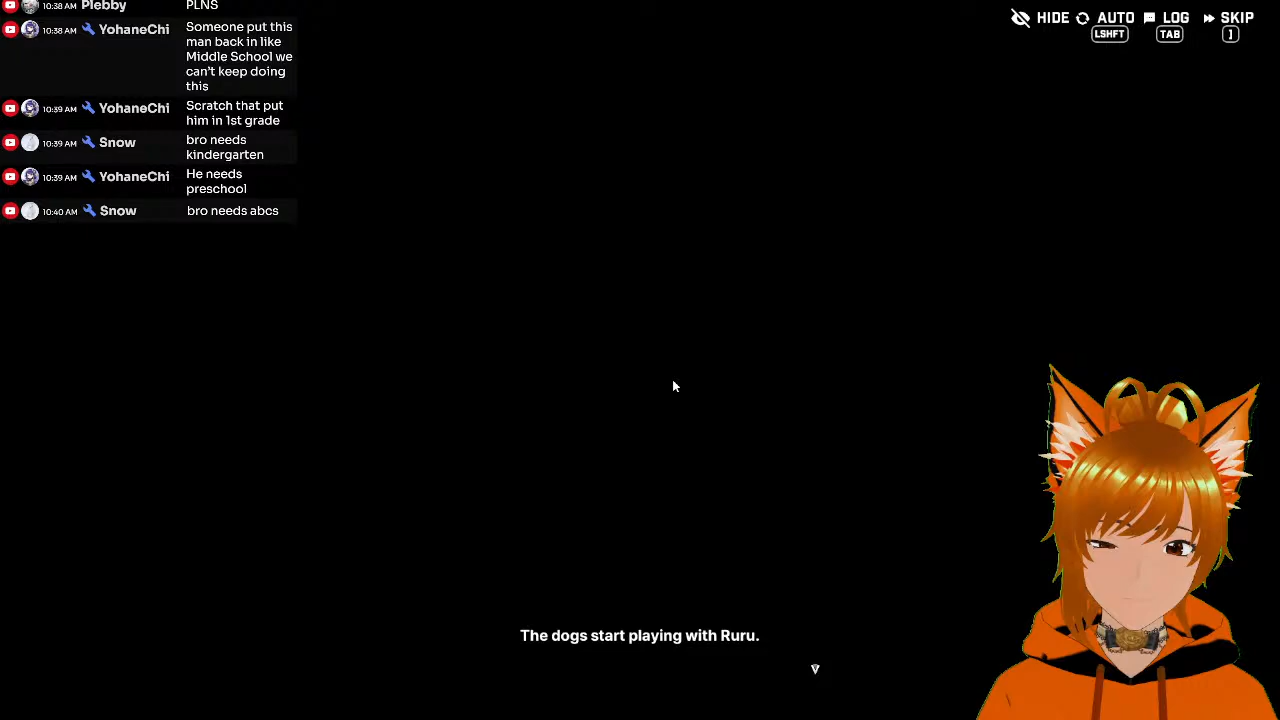 10:38 AM Plebby PLNS
10:38 AM YohaneChi Someone put this
man back in like
Middle School we
can't keep doing
this
10:39 AM YohaneChi Scratch that put
him in 1st grade
10:39 AM Snow bro needs
kindergarten
10:39 AM YohaneChi He needs
preschool
10:40 AM Snow bro needs abcs
HIDE AUTO LOG SKIP
LSHFT TAB ]
The dogs start playing with Ruru.